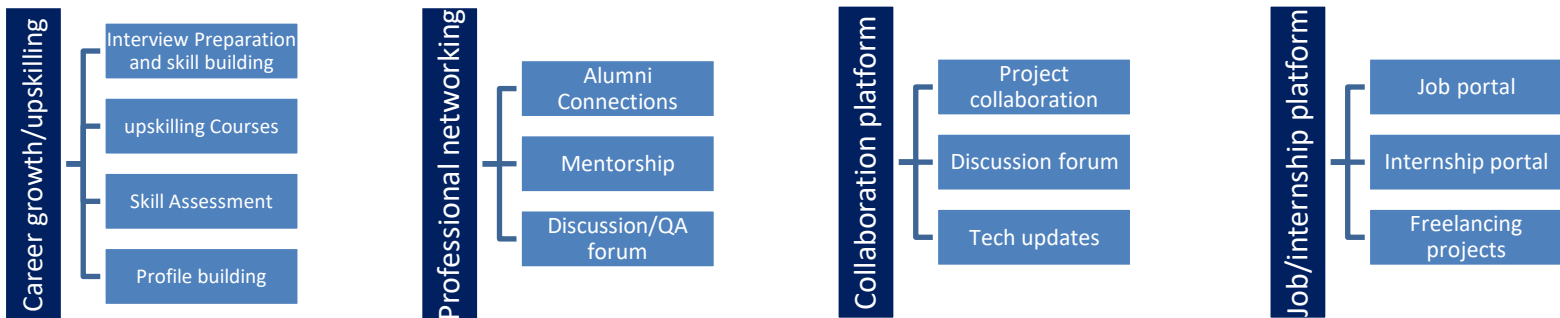 Career growth/upskilling
Interview Preparation
and skill building
upskilling Courses
Skill Assessment
Profile building
Professional networking
Alumni
Connections
Mentorship
Discussion/QA
forum
Collaboration platform
Project
collaboration
Discussion forum
Tech updates
Job/internship platform
Job portal
Internship portal
Freelancing
projects